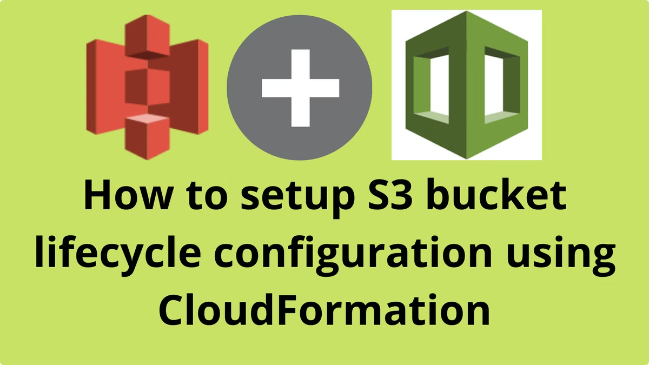 How to setup S3 bucket
lifecycle configuration using
CloudFormation